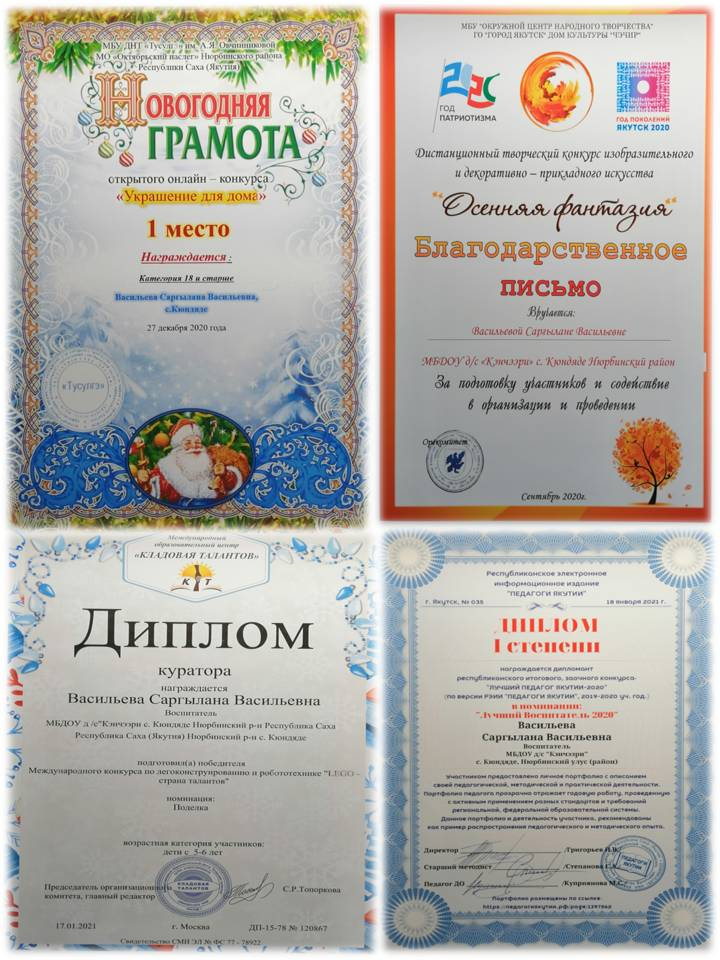 МБУ ДНТ «Тусулгэ» им. А.Я. Овчинниковой
МО «Октябрьский наслег» Нюрбинского района
Республики Саха (Якутия)
НОВОГОДНЯЯ
ГРАМОТА
открытого онлайн – конкурса
«Украшение для дома»
1 место
Награждается :
Категория 18 и старше
Васильева Саргылана Васильевна,
с.Кюндяде
27 декабря 2020 года
«Тусулгэ»
МБУ "ОКРУЖНОЙ ЦЕНТР НАРОДНОГО ТВОРЧЕСТВА"
ГО "ГОРОД ЯКУТСК" ДОМ КУЛЬТУРЫ "ЧЭЧИР"
ГОД
ПАТРИОТИЗМА
ГОД ПОКОЛЕНИЙ
ЯКУТСК 2020
Дистанционный творческий конкурс изобразительного
и декоративно – прикладного искусства
"Осенняя фантазия"
Благодарственное
письмо
Вручается:
Васильевой Саргылане Васильевне
МБДОУ д/с «Кэнчээри» с. Кюндяде Нюрбинский район
За подготовку участников и содействие
в организации и проведении
Оргкомитет
Сентябрь 2020г.
Международный
образовательный центр
«КЛАДОВАЯ ТАЛАНТОВ»
К Т
Диплом
куратора
награждается
Васильева Саргылана Васильевна
Воспитатель
МБДОУ д /с"Кэнчээри с. Кюндяде Нюрбинский р-н Республика Саха
Республика Саха (Якутия) Нюрбинский р-н с. Кюндяде
подготовил(а) победителя
Международного конкурса по легоконструированию и робототехнике "LEGO -
страна талантов"
номинация:
Поделка
возрастная категория участников:
дети с 5-6 лет
Председатель организационного
комитета, главный редактор
КЛАДОВАЯ
ТАЛАНТОВ
С.Р.Топоркова
17.01.2021 г. Москва ДП-15-78 № 120867
Свидетельство СМИ ЭЛ № ФС 77 - 78922
Республиканское электронное
информационное издание
"ПЕДАГОГИ ЯКУТИИ"
г. Якутск, № 035 18 января 2021 г.
ДИПЛОМ
I степени
награждается дипломант
республиканского итогового, заочного конкурса-
"ЛУЧШИЙ ПЕДАГОГ ЯКУТИИ-2020"
(по версии РЭИИ "ПЕДАГОГИ ЯКУТИИ", 2019-2020 уч. год.)
в номинации:
"Лучший Воспитатель 2020"
Васильева
Саргылана Васильевна
Воспитатель
МБДОУ д/с "Кэнчээри"
с. Кюндяде, Нюрбинский улус (район)
Участником предоставлено личное портфолио с описанием
своей педагогической, методической и практической деятельности.
Портфолио педагога прозрачно отражает годовую работу, проведенную
с активным применением разных стандартов и требований
региональной, федеральной образовательной системы.
Данное портфолио и деятельность участника, рекомендованы
как пример распространения педагогического и методического опыта.
Директор /Григорьев Н.В./
Старший методист /Степанова
Педагог ДО /Куприянова М.С./
ПЕДАГОГИ
ЯКУТИИ
Портфолио размещены по ссылке: